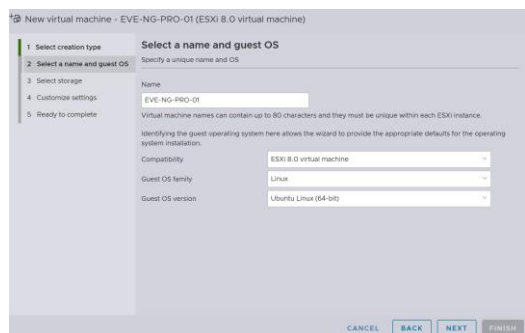 New virtual machine - EVE-NG-PRO-01 (ESXi 8.0 virtual machine)
1 Select creation type
2 Select a name and guest OS
3 Select storage
4 Customize settings
5 Ready to complete
Select a name and guest OS
Specify a unique name and OS
Name
EVE-NG-PRO-01
Virtual machine names can contain up to 80 characters and they must be unique within each ESXi instance.
Identifying the guest operating system here allows the wizard to provide the appropriate defaults for the operating
system installation.
Compatibility
ESXi 8.0 virtual machine
Guest OS family
Linux
Guest OS version
Ubuntu Linux (64-bit)
CANCEL
BACK
NEXT
FINISH